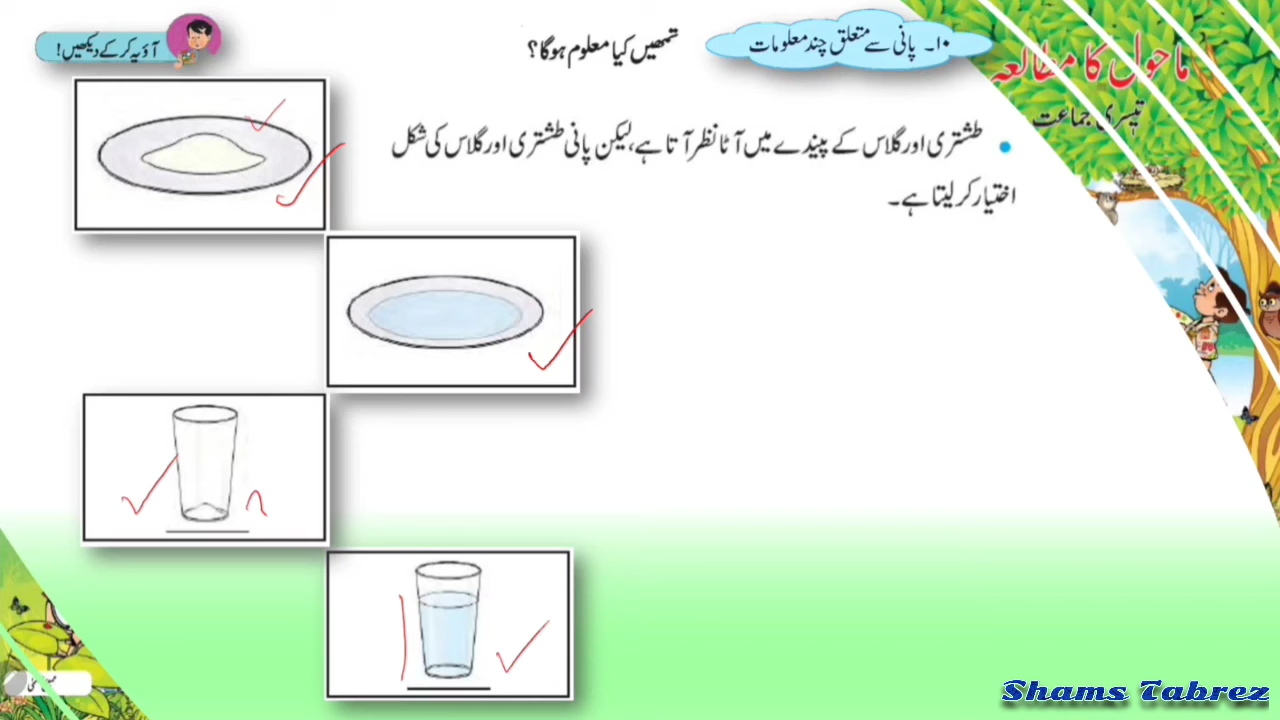 ماحول کا مطالعہ
تیسری جماعت
۱۰۔ پانی سے متعلق چند معلومات
تمھیں کیا معلوم ہوگا؟
آؤ یہ کرکے دیکھیں!
طشتری اور گلاس کے پیندے میں آٹا نظر آتا ہے، لیکن پانی طشتری اور گلاس کی شکل
اختیار کر لیتا ہے۔
Shams Tabrez